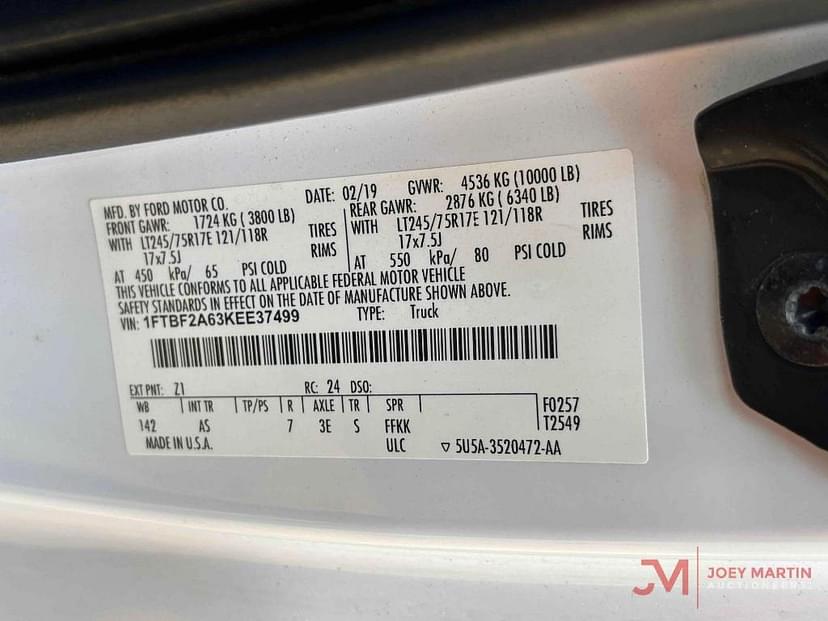 MFD. BY FORD MOTOR CO. DATE: 02/19 GVWR: 4536 KG (10000 LB)
FRONT GAWR: 1724 KG ( 3800 LB) REAR GAWR: 2876 KG ( 6340 LB)
WITH LT245/75R17E 121/118R TIRES WITH LT245/75R17E 121/118R TIRES
17x7.5J RIMS 17x7.5J RIMS
AT 450 kPa/ 65 PSI COLD AT 550 kPa/ 80 PSI COLD
THIS VEHICLE CONFORMS TO ALL APPLICABLE FEDERAL MOTOR VEHICLE
SAFETY STANDARDS IN EFFECT ON THE DATE OF MANUFACTURE SHOWN ABOVE.
VIN: 1FTBF2A63KEE37499 TYPE: Truck
EXT PNT: Z1 RC: 24 DSO:
WB INT TR TP/PS R AXLE TR SPR F0257
142 AS 7 3E S FFKK T2549
MADE IN U.S.A. ULC ▽ 5U5A-3520472-AA
JM JOEY MARTIN
AUCTIONEERS